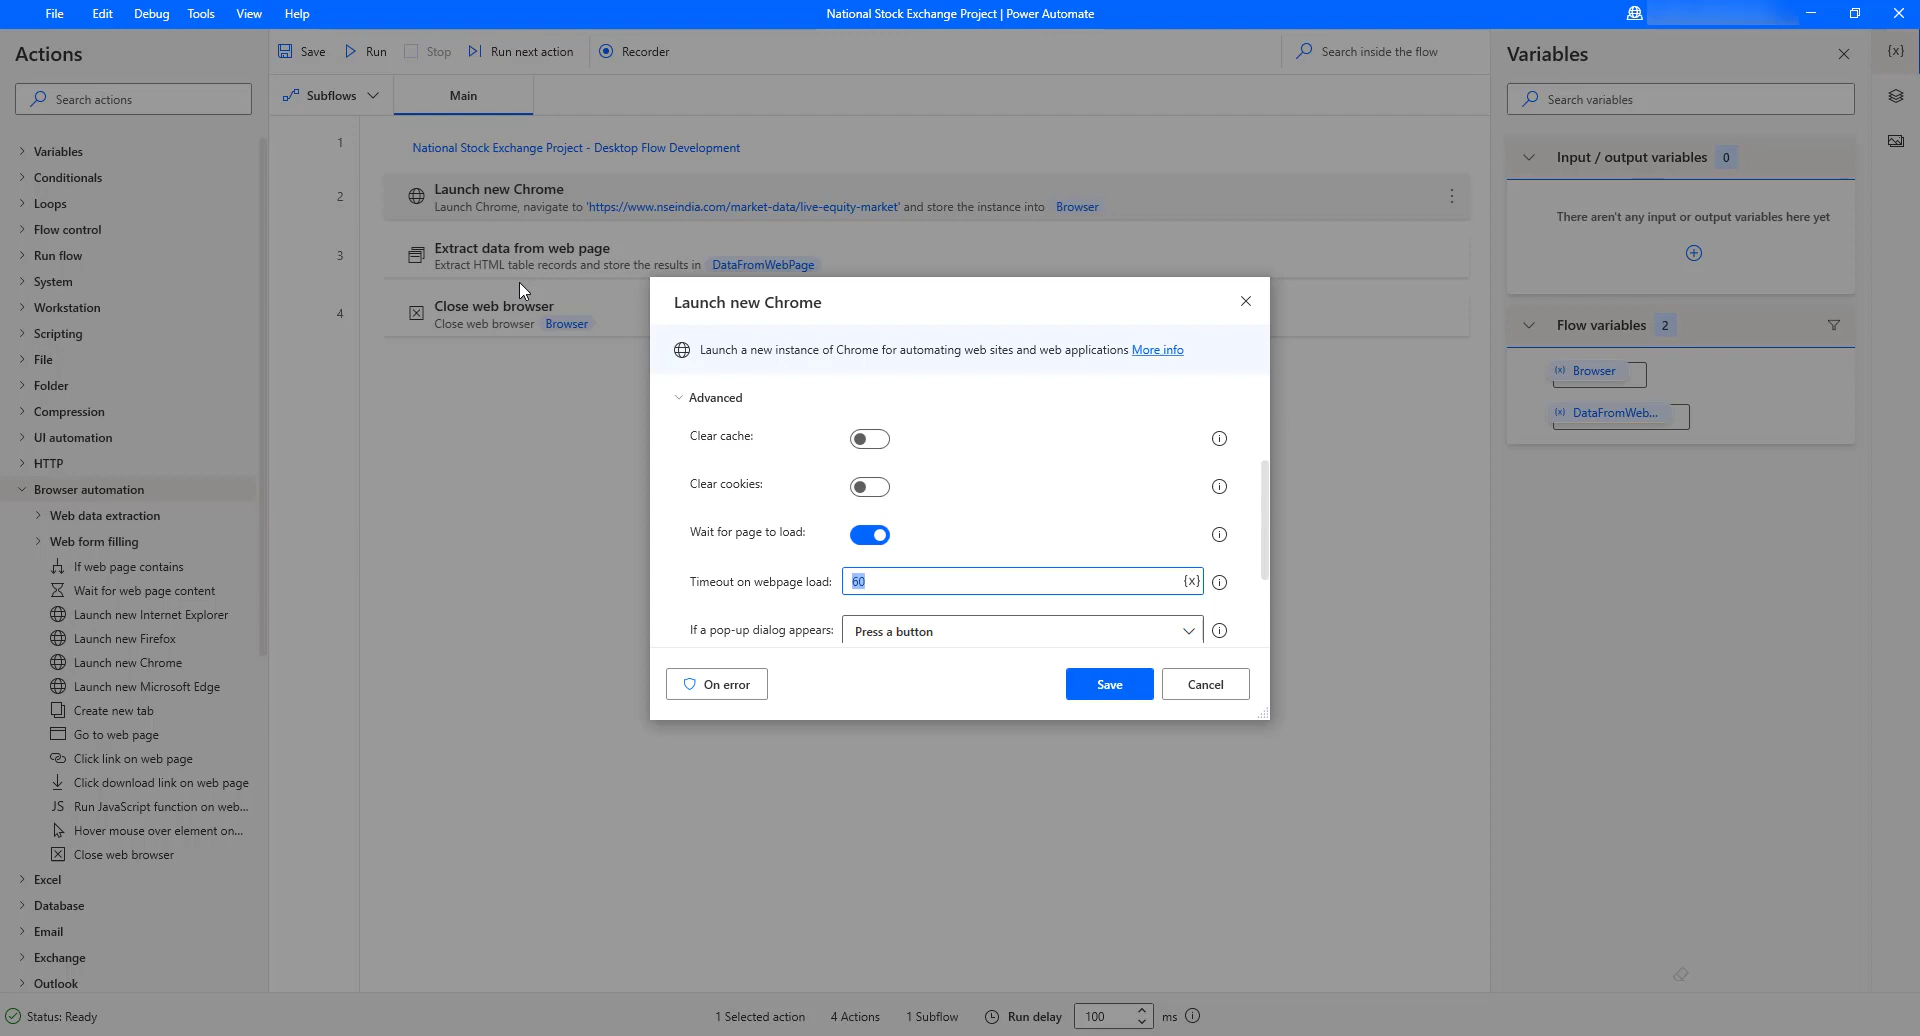 File Edit Debug Tools View Help
National Stock Exchange Project | Power Automate
Actions
Search actions
Variables
Conditionals
Loops
Flow control
Run flow
System
Workstation
Scripting
File
Folder
Compression
UI automation
HTTP
Browser automation
Web data extraction
Web form filling
If web page contains
Wait for web page content
Launch new Internet Explorer
Launch new Firefox
Launch new Chrome
Launch new Microsoft Edge
Create new tab
Go to web page
Click link on web page
Click download link on web page
JS Run JavaScript function on web...
Hover mouse over element on...
Close web browser
Excel
Database
Email
Exchange
Outlook
Save Run Stop Run next action Recorder
Search inside the flow
Subflows Main
1 National Stock Exchange Project - Desktop Flow Development
2 Launch new Chrome
Launch Chrome, navigate to 'https://www.nseindia.com/market-data/live-equity-market' and store the instance into Browser
3 Extract data from web page
Extract HTML table records and store the results in DataFromWebPage
4 Close web browser
Close web browser Browser
Launch new Chrome
Launch a new instance of Chrome for automating web sites and web applications More info
Advanced
Clear cache:
Clear cookies:
Wait for page to load:
Timeout on webpage load: 60 {x}
If a pop-up dialog appears: Press a button
On error Save Cancel
Variables
{x}
Search variables
Input / output variables 0
There aren't any input or output variables here yet
Flow variables 2
(x) Browser
(x) DataFromWeb...
Status: Ready 1 Selected action 4 Actions 1 Subflow Run delay 100 ms